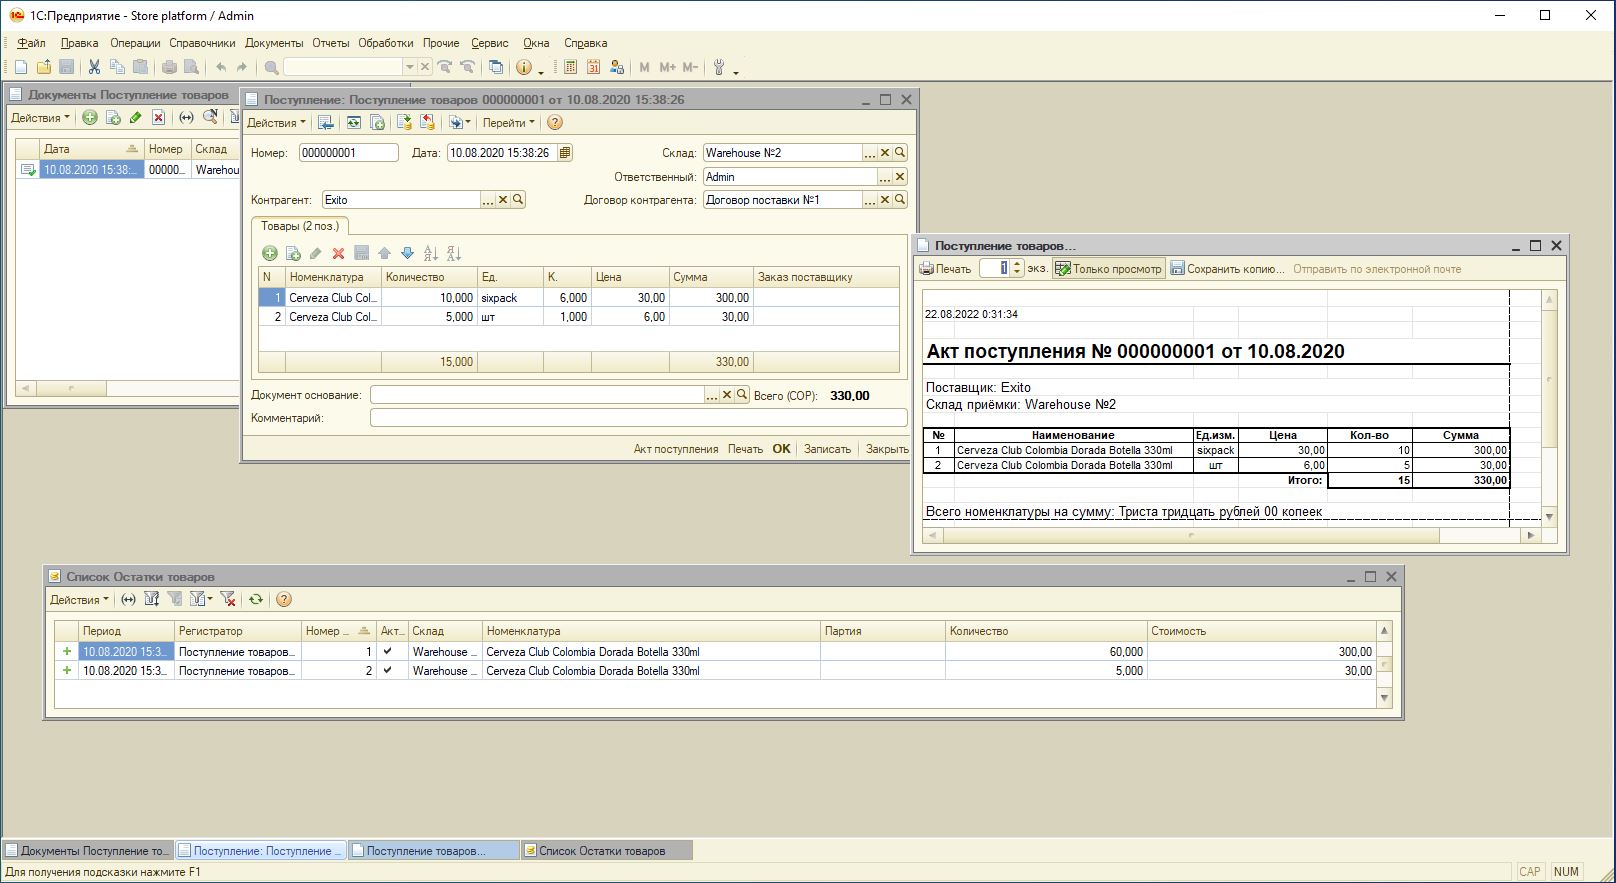 1С:Предприятие - Store platform / Admin
Файл Правка Операции Справочники Документы Отчеты Обработки Прочие Сервис Окна Справка
M M+ M-
Документы Поступление товаров
Действия
Дата Номер Склад
10.08.2020 15:38:... 00000... Warehou
Поступление: Поступление товаров 000000001 от 10.08.2020 15:38:26
Действия Перейти
Номер: 000000001 Дата: 10.08.2020 15:38:26 Склад: Warehouse №2
Ответственный: Admin
Контрагент: Exito Договор контрагента: Договор поставки №1
Товары (2 поз.)
N Номенклатура Количество Ед. К. Цена Сумма Заказ поставщику
1 Cerveza Club Col... 10,000 sixpack 6,000 30,00 300,00
2 Cerveza Club Col... 5,000 шт 1,000 6,00 30,00
15,000 330,00
Документ основание: Всего (COP): 330,00
Комментарий:
Акт поступления Печать OK Записать Закрыть
Поступление товаров...
Печать 1 экз. Только просмотр Сохранить копию... Отправить по электронной почте
22.08.2022 0:31:34
Акт поступления № 000000001 от 10.08.2020
Поставщик: Exito
Склад приёмки: Warehouse №2
№ Наименование Ед.изм. Цена Кол-во Сумма
1 Cerveza Club Colombia Dorada Botella 330ml sixpack 30,00 10 300,00
2 Cerveza Club Colombia Dorada Botella 330ml шт 6,00 5 30,00
Итого: 15 330,00
Всего номенклатуры на сумму: Триста тридцать рублей 00 копеек
Список Остатки товаров
Действия
Период Регистратор Номер ... Акт... Склад Номенклатура Партия Количество Стоимость
10.08.2020 15:3... Поступление товаров... 1 Warehouse ... Cerveza Club Colombia Dorada Botella 330ml 60,000 300,00
10.08.2020 15:3... Поступление товаров... 2 Warehouse ... Cerveza Club Colombia Dorada Botella 330ml 5,000 30,00
Документы Поступление то... Поступление: Поступление ... Поступление товаров... Список Остатки товаров
Для получения подсказки нажмите F1 CAP NUM